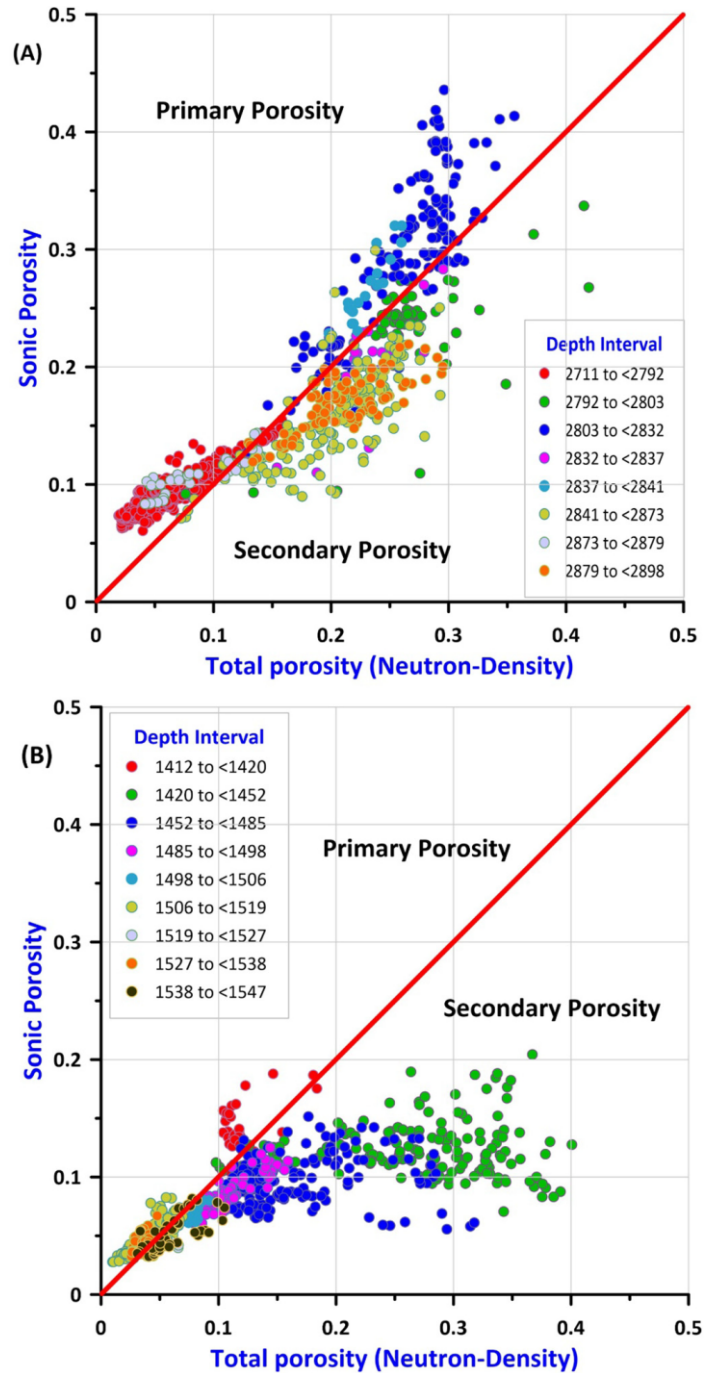 (A)
0.5
0.4
0.3
0.2
0.1
0
Sonic Porosity
Primary Porosity
Secondary Porosity
Depth Interval
2711 to <2792
2792 to <2803
2803 to <2832
2832 to <2837
2837 to <2841
2841 to <2873
2873 to <2879
2879 to <2898
0 0.1 0.2 0.3 0.4 0.5
Total porosity (Neutron-Density)
(B)
0.5
0.4
0.3
0.2
0.1
0
Sonic Porosity
Depth Interval
1412 to <1420
1420 to <1452
1452 to <1485
1485 to <1498
1498 to <1506
1506 to <1519
1519 to <1527
1527 to <1538
1538 to <1547
Primary Porosity
Secondary Porosity
0 0.1 0.2 0.3 0.4 0.5
Total porosity (Neutron-Density)